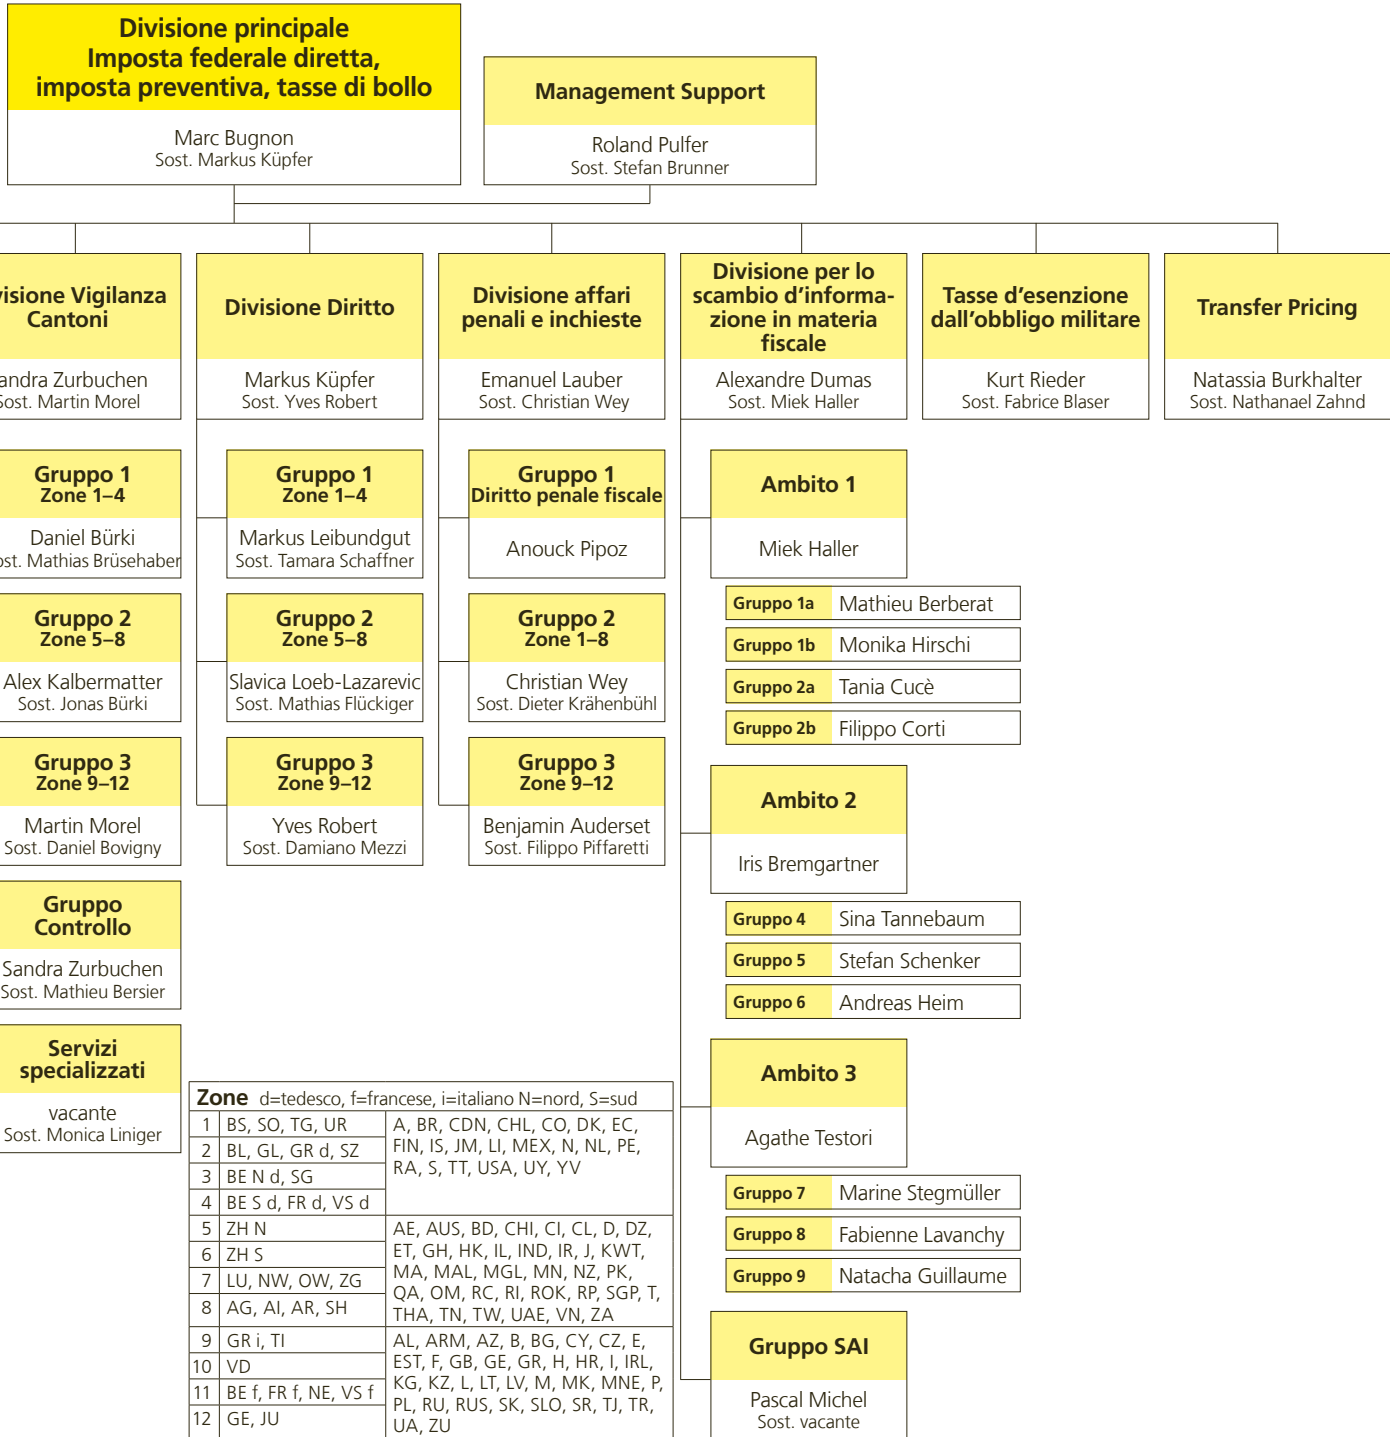 Divisione principale
Imposta federale diretta,
imposta preventiva, tasse di bollo
Marc Bugnon
Sost. Markus Küpfer
Management Support
Roland Pulfer
Sost. Stefan Brunner
visione Vigilanza
Cantoni
andra Zurbuchen
Sost. Martin Morel
Divisione Diritto
Markus Küpfer
Sost. Yves Robert
Divisione affari
penali e inchieste
Emanuel Lauber
Sost. Christian Wey
Divisione per lo
scambio d'informa-
zione in materia
fiscale
Alexandre Dumas
Sost. Miek Haller
Tasse d'esenzione
dall'obbligo militare
Kurt Rieder
Sost. Fabrice Blaser
Transfer Pricing
Natassia Burkhalter
Sost. Nathanael Zahnd
Gruppo 1
Zone 1–4
Daniel Bürki
ost. Mathias Brüsehaber
Gruppo 2
Zone 5–8
Alex Kalbermatter
Sost. Jonas Bürki
Gruppo 3
Zone 9–12
Martin Morel
Sost. Daniel Bovigny
Gruppo
Controllo
Sandra Zurbuchen
Sost. Mathieu Bersier
Servizi
specializzati
vacante
Sost. Monica Liniger
Gruppo 1
Zone 1–4
Markus Leibundgut
Sost. Tamara Schaffner
Gruppo 2
Zone 5–8
Slavica Loeb-Lazarevic
Sost. Mathias Flückiger
Gruppo 3
Zone 9–12
Yves Robert
Sost. Damiano Mezzi
Gruppo 1
Diritto penale fiscale
Anouck Pipoz
Gruppo 2
Zone 1–8
Christian Wey
Sost. Dieter Krähenbühl
Gruppo 3
Zone 9–12
Benjamin Auderset
Sost. Filippo Piffaretti
Ambito 1
Miek Haller
Gruppo 1a Mathieu Berberat
Gruppo 1b Monika Hirschi
Gruppo 2a Tania Cucè
Gruppo 2b Filippo Corti
Ambito 2
Iris Bremgartner
Gruppo 4 Sina Tannebaum
Gruppo 5 Stefan Schenker
Gruppo 6 Andreas Heim
Ambito 3
Agathe Testori
Gruppo 7 Marine Stegmüller
Gruppo 8 Fabienne Lavanchy
Gruppo 9 Natacha Guillaume
Gruppo SAI
Pascal Michel
Sost. vacante
Zone d=tedesco, f=francese, i=italiano N=nord, S=sud
1 BS, SO, TG, UR
2 BL, GL, GR d, SZ
3 BE N d, SG
4 BE S d, FR d, VS d
A, BR, CDN, CHL, CO, DK, EC,
FIN, IS, JM, LI, MEX, N, NL, PE,
RA, S, TT, USA, UY, YV
5 ZH N
6 ZH S
7 LU, NW, OW, ZG
8 AG, AI, AR, SH
AE, AUS, BD, CHI, CI, CL, D, DZ,
ET, GH, HK, IL, IND, IR, J, KWT,
MA, MAL, MGL, MN, NZ, PK,
QA, OM, RC, RI, ROK, RP, SGP, T,
THA, TN, TW, UAE, VN, ZA
9 GR i, TI
10 VD
11 BE f, FR f, NE, VS f
12 GE, JU
AL, ARM, AZ, B, BG, CY, CZ, E,
EST, F, GB, GE, GR, H, HR, I, IRL,
KG, KZ, L, LT, LV, M, MK, MNE, P,
PL, RU, RUS, SK, SLO, SR, TJ, TR,
UA, ZU